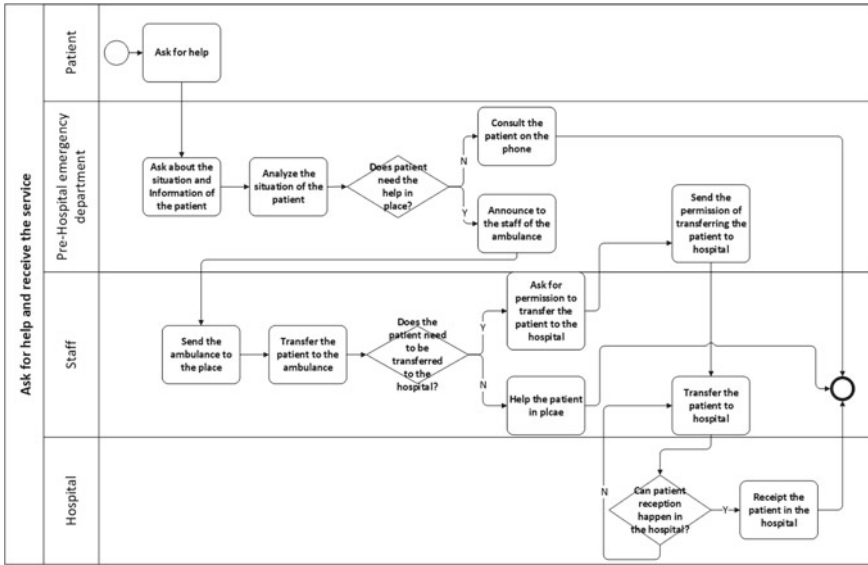 Ask for help and receive the service
Patient
Ask for help
Pre-Hospital emergency
department
Ask about the
situation and
Information of
the patient
Analyze the
situation of the
patient
Does patient
need the
help in
place?
N
Consult the
patient on the
phone
Y
Announce to
the staff of the
ambulance
Send the
permission of
transferring the
patient to
hospital
Staff
Send the
ambulance to
the place
Transfer the
patient to the
ambulance
Does the
patient need
to be
transferred
to the
hospital?
Y
Ask for
permission to
transfer the
patient to the
hospital
N
Help the patient
in plcae
Transfer the
patient to
hospital
Hospital
N
Can patient
reception
happen in
the hospital?
Y
Receipt the
patient in the
hospital